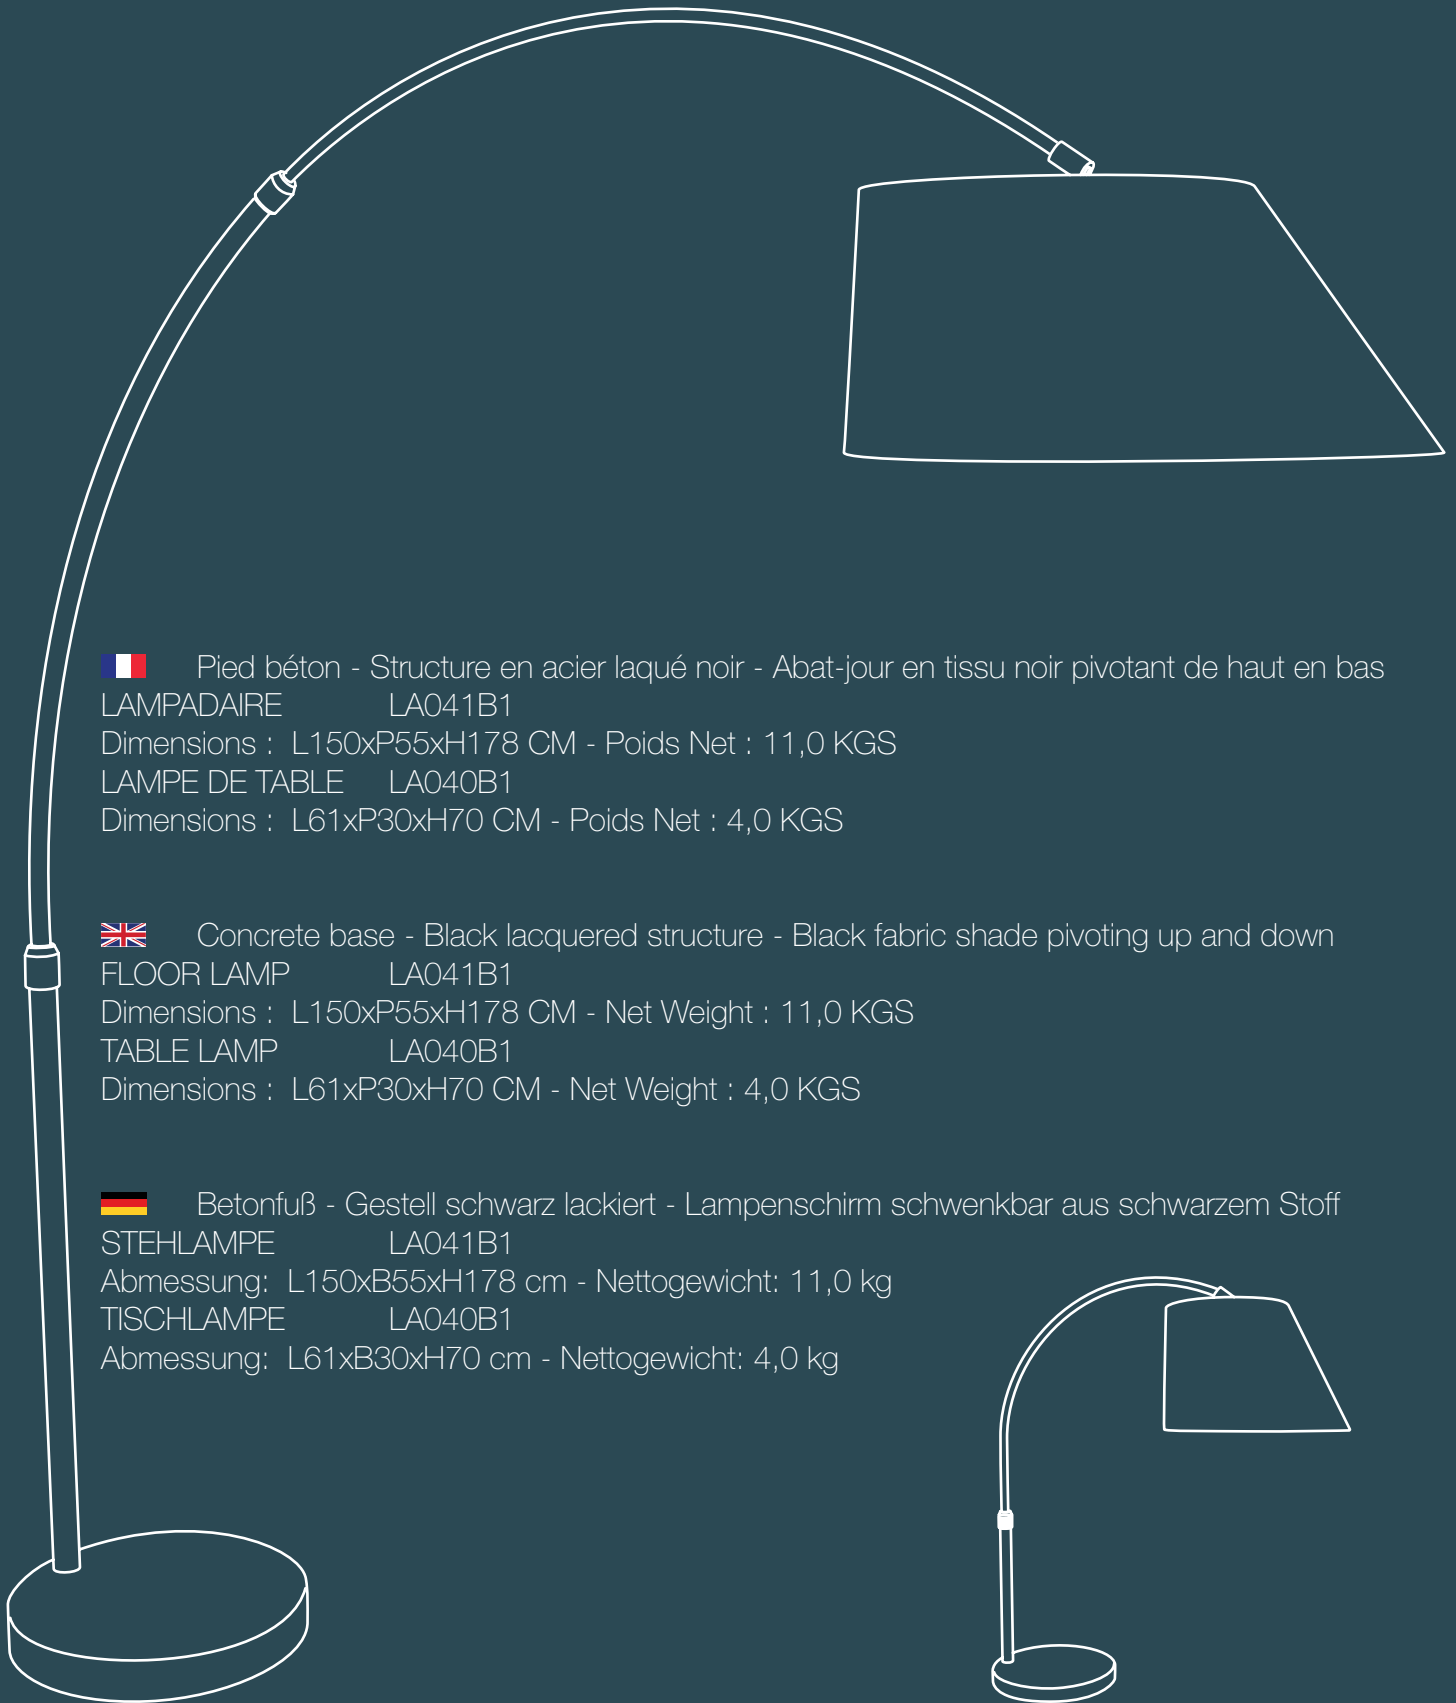 Pied béton - Structure en acier laqué noir - Abat-jour en tissu noir pivotant de haut en bas
LAMPADAIRE LA041B1
Dimensions : L150xP55xH178 CM - Poids Net : 11,0 KGS
LAMPE DE TABLE LA040B1
Dimensions : L61xP30xH70 CM - Poids Net : 4,0 KGS
Concrete base - Black lacquered structure - Black fabric shade pivoting up and down
FLOOR LAMP LA041B1
Dimensions : L150xP55xH178 CM - Net Weight : 11,0 KGS
TABLE LAMP LA040B1
Dimensions : L61xP30xH70 CM - Net Weight : 4,0 KGS
Betonfuß - Gestell schwarz lackiert - Lampenschirm schwenkbar aus schwarzem Stoff
STEHLAMPE LA041B1
Abmessung: L150xB55xH178 cm - Nettogewicht: 11,0 kg
TISCHLAMPE LA040B1
Abmessung: L61xB30xH70 cm - Nettogewicht: 4,0 kg